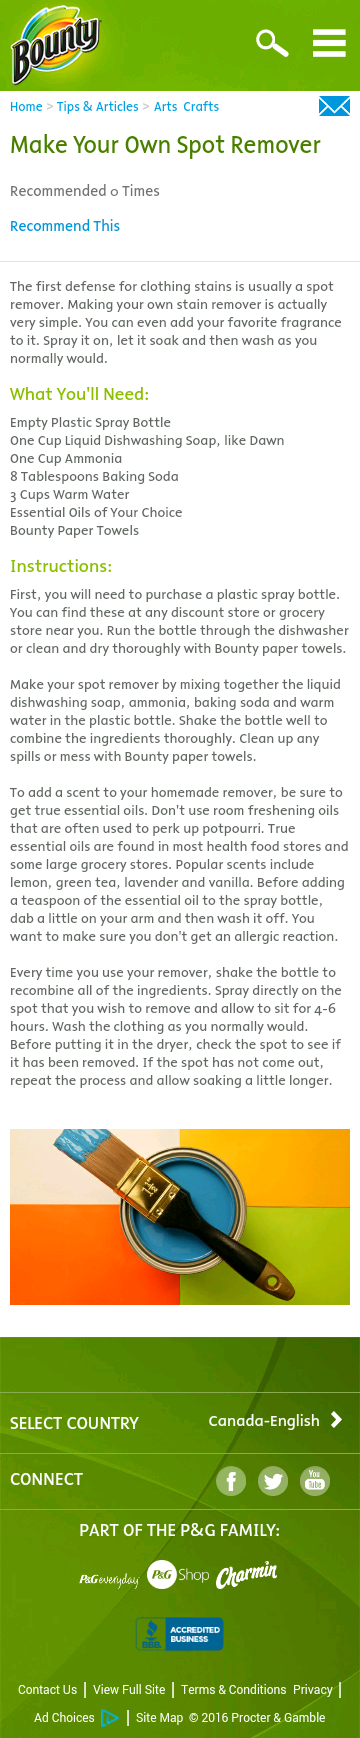 Bounty
Home > Tips & Articles > Arts Crafts
Make Your Own Spot Remover
Recommended 0 Times
Recommend This
The first defense for clothing stains is usually a spot
remover. Making your own stain remover is actually
very simple. You can even add your favorite fragrance
to it. Spray it on, let it soak and then wash as you
normally would.
What You'll Need:
Empty Plastic Spray Bottle
One Cup Liquid Dishwashing Soap, like Dawn
One Cup Ammonia
8 Tablespoons Baking Soda
3 Cups Warm Water
Essential Oils of Your Choice
Bounty Paper Towels
Instructions:
First, you will need to purchase a plastic spray bottle.
You can find these at any discount store or grocery
store near you. Run the bottle through the dishwasher
or clean and dry thoroughly with Bounty paper towels.
Make your spot remover by mixing together the liquid
dishwashing soap, ammonia, baking soda and warm
water in the plastic bottle. Shake the bottle well to
combine the ingredients thoroughly. Clean up any
spills or mess with Bounty paper towels.
To add a scent to your homemade remover, be sure to
get true essential oils. Don't use room freshening oils
that are often used to perk up potpourri. True
essential oils are found in most health food stores and
some large grocery stores. Popular scents include
lemon, green tea, lavender and vanilla. Before adding
a teaspoon of the essential oil to the spray bottle,
dab a little on your arm and then wash it off. You
want to make sure you don't get an allergic reaction.
Every time you use your remover, shake the bottle to
recombine all of the ingredients. Spray directly on the
spot that you wish to remove and allow to sit for 4-6
hours. Wash the clothing as you normally would.
Before putting it in the dryer, check the spot to see if
it has been removed. If the spot has not come out,
repeat the process and allow soaking a little longer.
SELECT COUNTRY Canada-English
CONNECT You Tube
PART OF THE P&G FAMILY:
P&G everyday P&G Shop Charmin
BBB. ACCREDITED BUSINESS
Contact Us | View Full Site | Terms & Conditions Privacy |
Ad Choices | Site Map © 2016 Procter & Gamble